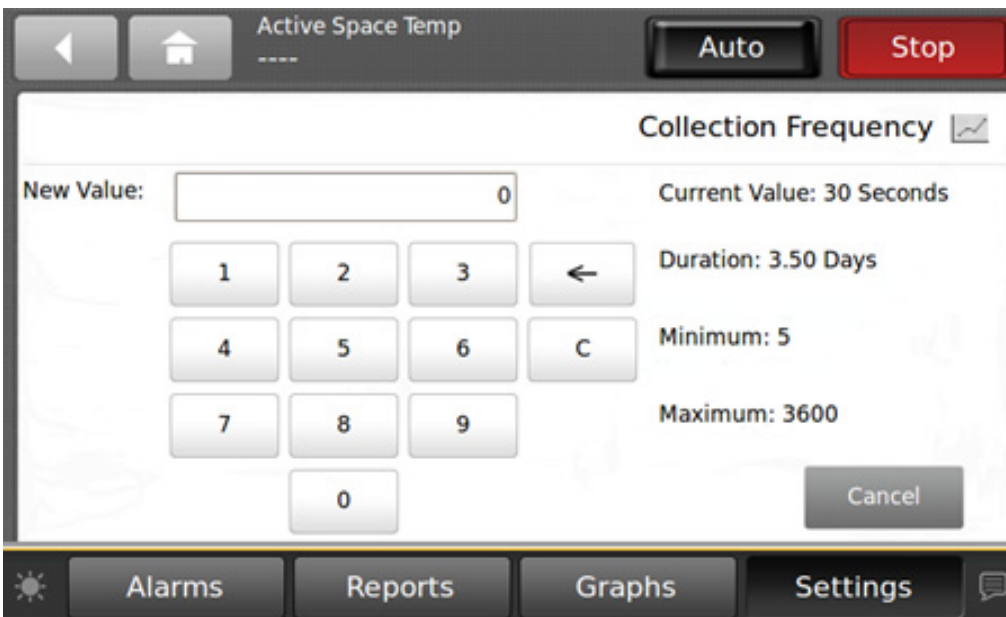 Active Space Temp
----
Auto
Stop
Collection Frequency
New Value:
0
Current Value: 30 Seconds
1
2
3
←
Duration: 3.50 Days
4
5
6
C
Minimum: 5
7
8
9
Maximum: 3600
0
Cancel
Alarms
Reports
Graphs
Settings